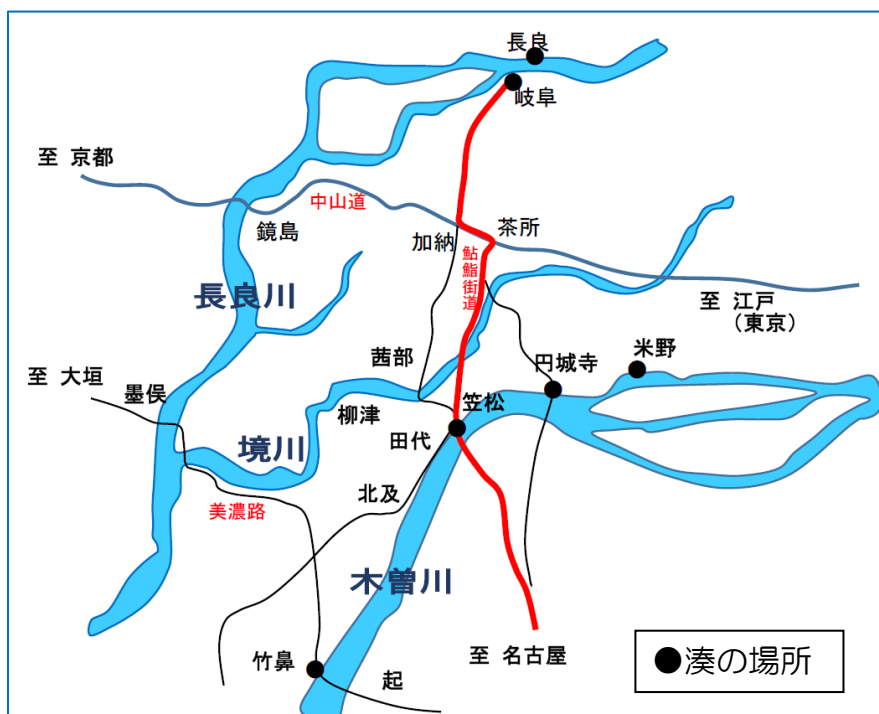 長良
岐阜
至 京都
中山道
鏡島
加納
茶所
鮎鮨街道
長良川
至 江戸
(東京)
茜部
円城寺
米野
至 大垣
墨俣
柳津
笠松
境川
田代
北及
美濃路
木曽川
竹鼻
起
至 名古屋
●湊の場所